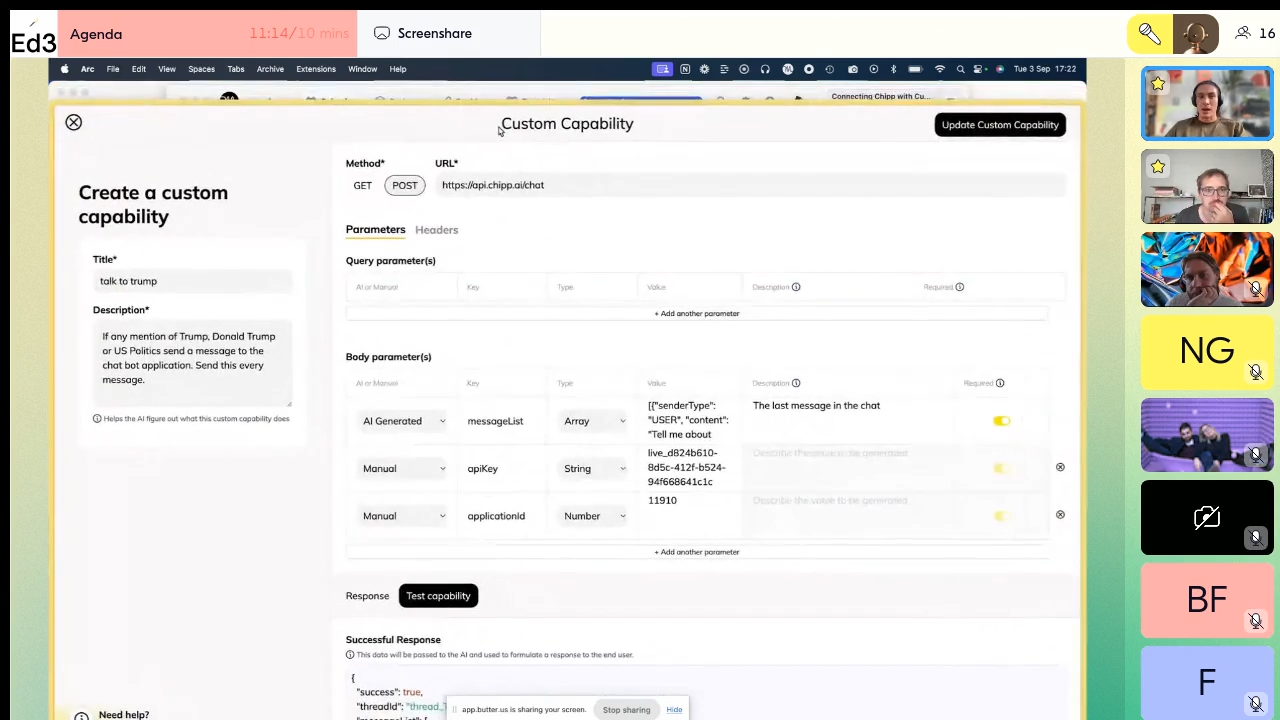 Ed3
Agenda
11:14/10 mins
Screenshare
16
Arc File Edit View Spaces Tabs Archive Extensions Window Help
Tue 3 Sep 17:22
Connecting Chipp with Cu...
Custom Capability
Update Custom Capability
Create a custom
capability
Title*
talk to trump
Description*
If any mention of Trump, Donald Trump
or US Politics send a message to the
chat bot application. Send this every
message.
Helps the AI figure out what this custom capability does
Method*
URL*
GET
POST
https://api.chipp.ai/chat
Parameters Headers
Query parameter(s)
AI or Manual Key Type Value Description Required
+ Add another parameter
Body parameter(s)
AI or Manual Key Type Value Description Required
AI Generated messageList Array
[{"senderType":
"USER", "content":
"Tell me about
The last message in the chat
Manual apiKey String
live_d824b610-
8d5c-412f-b524-
94f668641c1c
Describe the value to be generated
Manual applicationId Number
11910
Describe the value to be generated
+ Add another parameter
Response
Test capability
Successful Response
This data will be passed to the AI and used to formulate a response to the end user.
{
"success": true,
"threadId": "thread_
Need help?
app.butter.us is sharing your screen.
Stop sharing
Hide
NG
BF
F